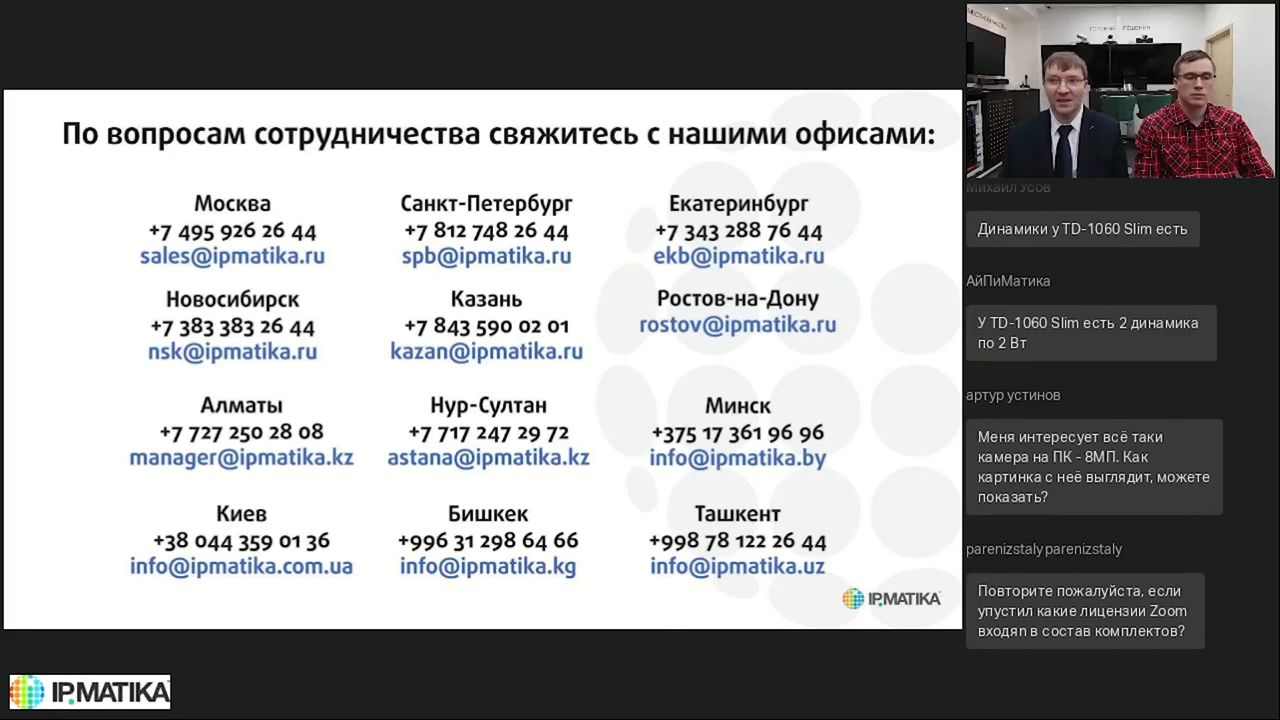 По вопросам сотрудничества свяжитесь с нашими офисами:
Москва
+7 495 926 26 44
sales@ipmatika.ru
Санкт-Петербург
+7 812 748 26 44
spb@ipmatika.ru
Екатеринбург
+7 343 288 76 44
ekb@ipmatika.ru
Новосибирск
+7 383 383 26 44
nsk@ipmatika.ru
Казань
+7 843 590 02 01
kazan@ipmatika.ru
Ростов-на-Дону
rostov@ipmatika.ru
Алматы
+7 727 250 28 08
manager@ipmatika.kz
Нур-Султан
+7 717 247 29 72
astana@ipmatika.kz
Минск
+375 17 361 96 96
info@ipmatika.by
Киев
+38 044 359 01 36
info@ipmatika.com.ua
Бишкек
+996 31 298 64 66
info@ipmatika.kg
Ташкент
+998 78 122 26 44
info@ipmatika.uz
IP.MATIKA
IP.MATIKA
ГОТОВЫЕ РЕШЕНИЯ
Михаил Усов
Динамики у TD-1060 Slim есть
АйПиМатика
У TD-1060 Slim есть 2 динамика
по 2 Вт
артур устинов
Меня интересует всё таки
камера на ПК - 8МП. Как
картинка с неё выглядит, можете
показать?
parenizstaly parenizstaly
Повторите пожалуйста, если
упустил какие лицензии Zoom
входяп в состав комплектов?